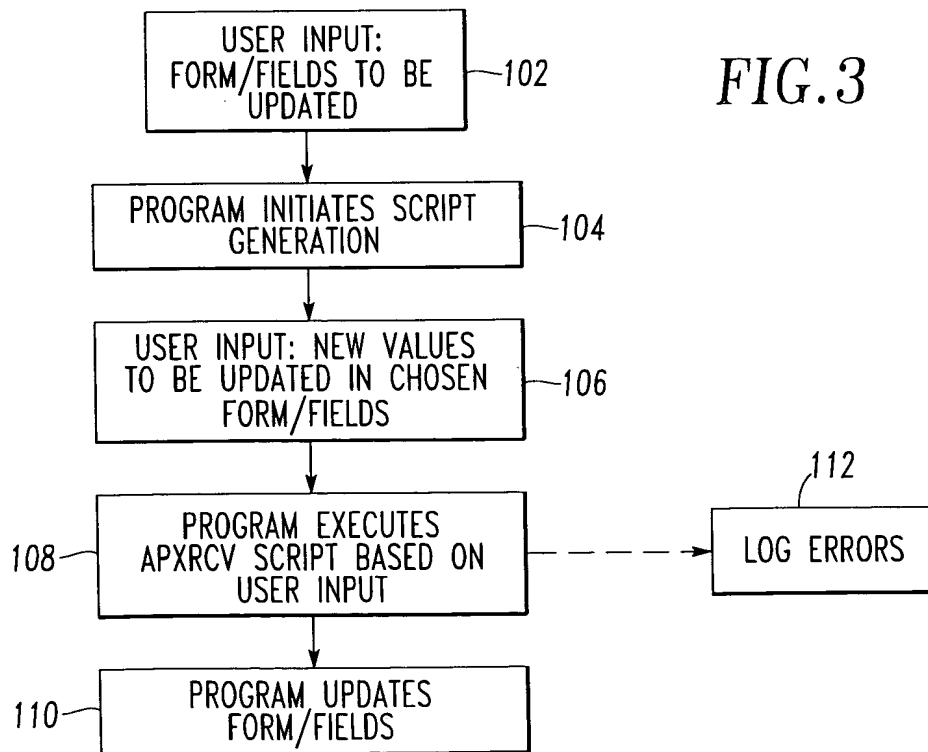 USER INPUT:
FORM/FIELDS TO BE
UPDATED
102
FIG.3
PROGRAM INITIATES SCRIPT
GENERATION
104
USER INPUT: NEW VALUES
TO BE UPDATED IN CHOSEN
FORM/FIELDS
106
108
PROGRAM EXECUTES
APXRCV SCRIPT BASED ON
USER INPUT
112
LOG ERRORS
110
PROGRAM UPDATES
FORM/FIELDS